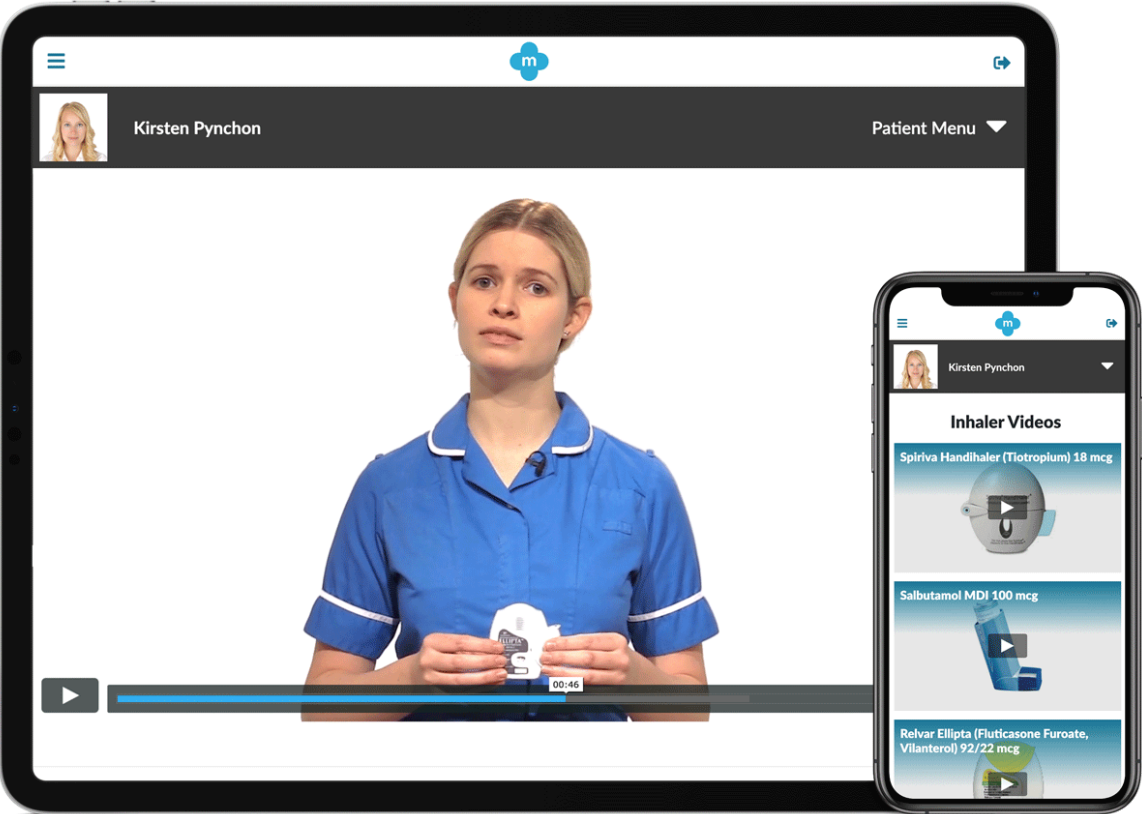 m
Kirsten Pynchon
Patient Menu
ELLIPTA
00:46
m
Kirsten Pynchon
Inhaler Videos
Spiriva Handihaler (Tiotropium) 18 mcg
Salbutamol MDI 100 mcg
Relvar Ellipta (Fluticasone Furoate,
Vilanterol) 92/22 mcg